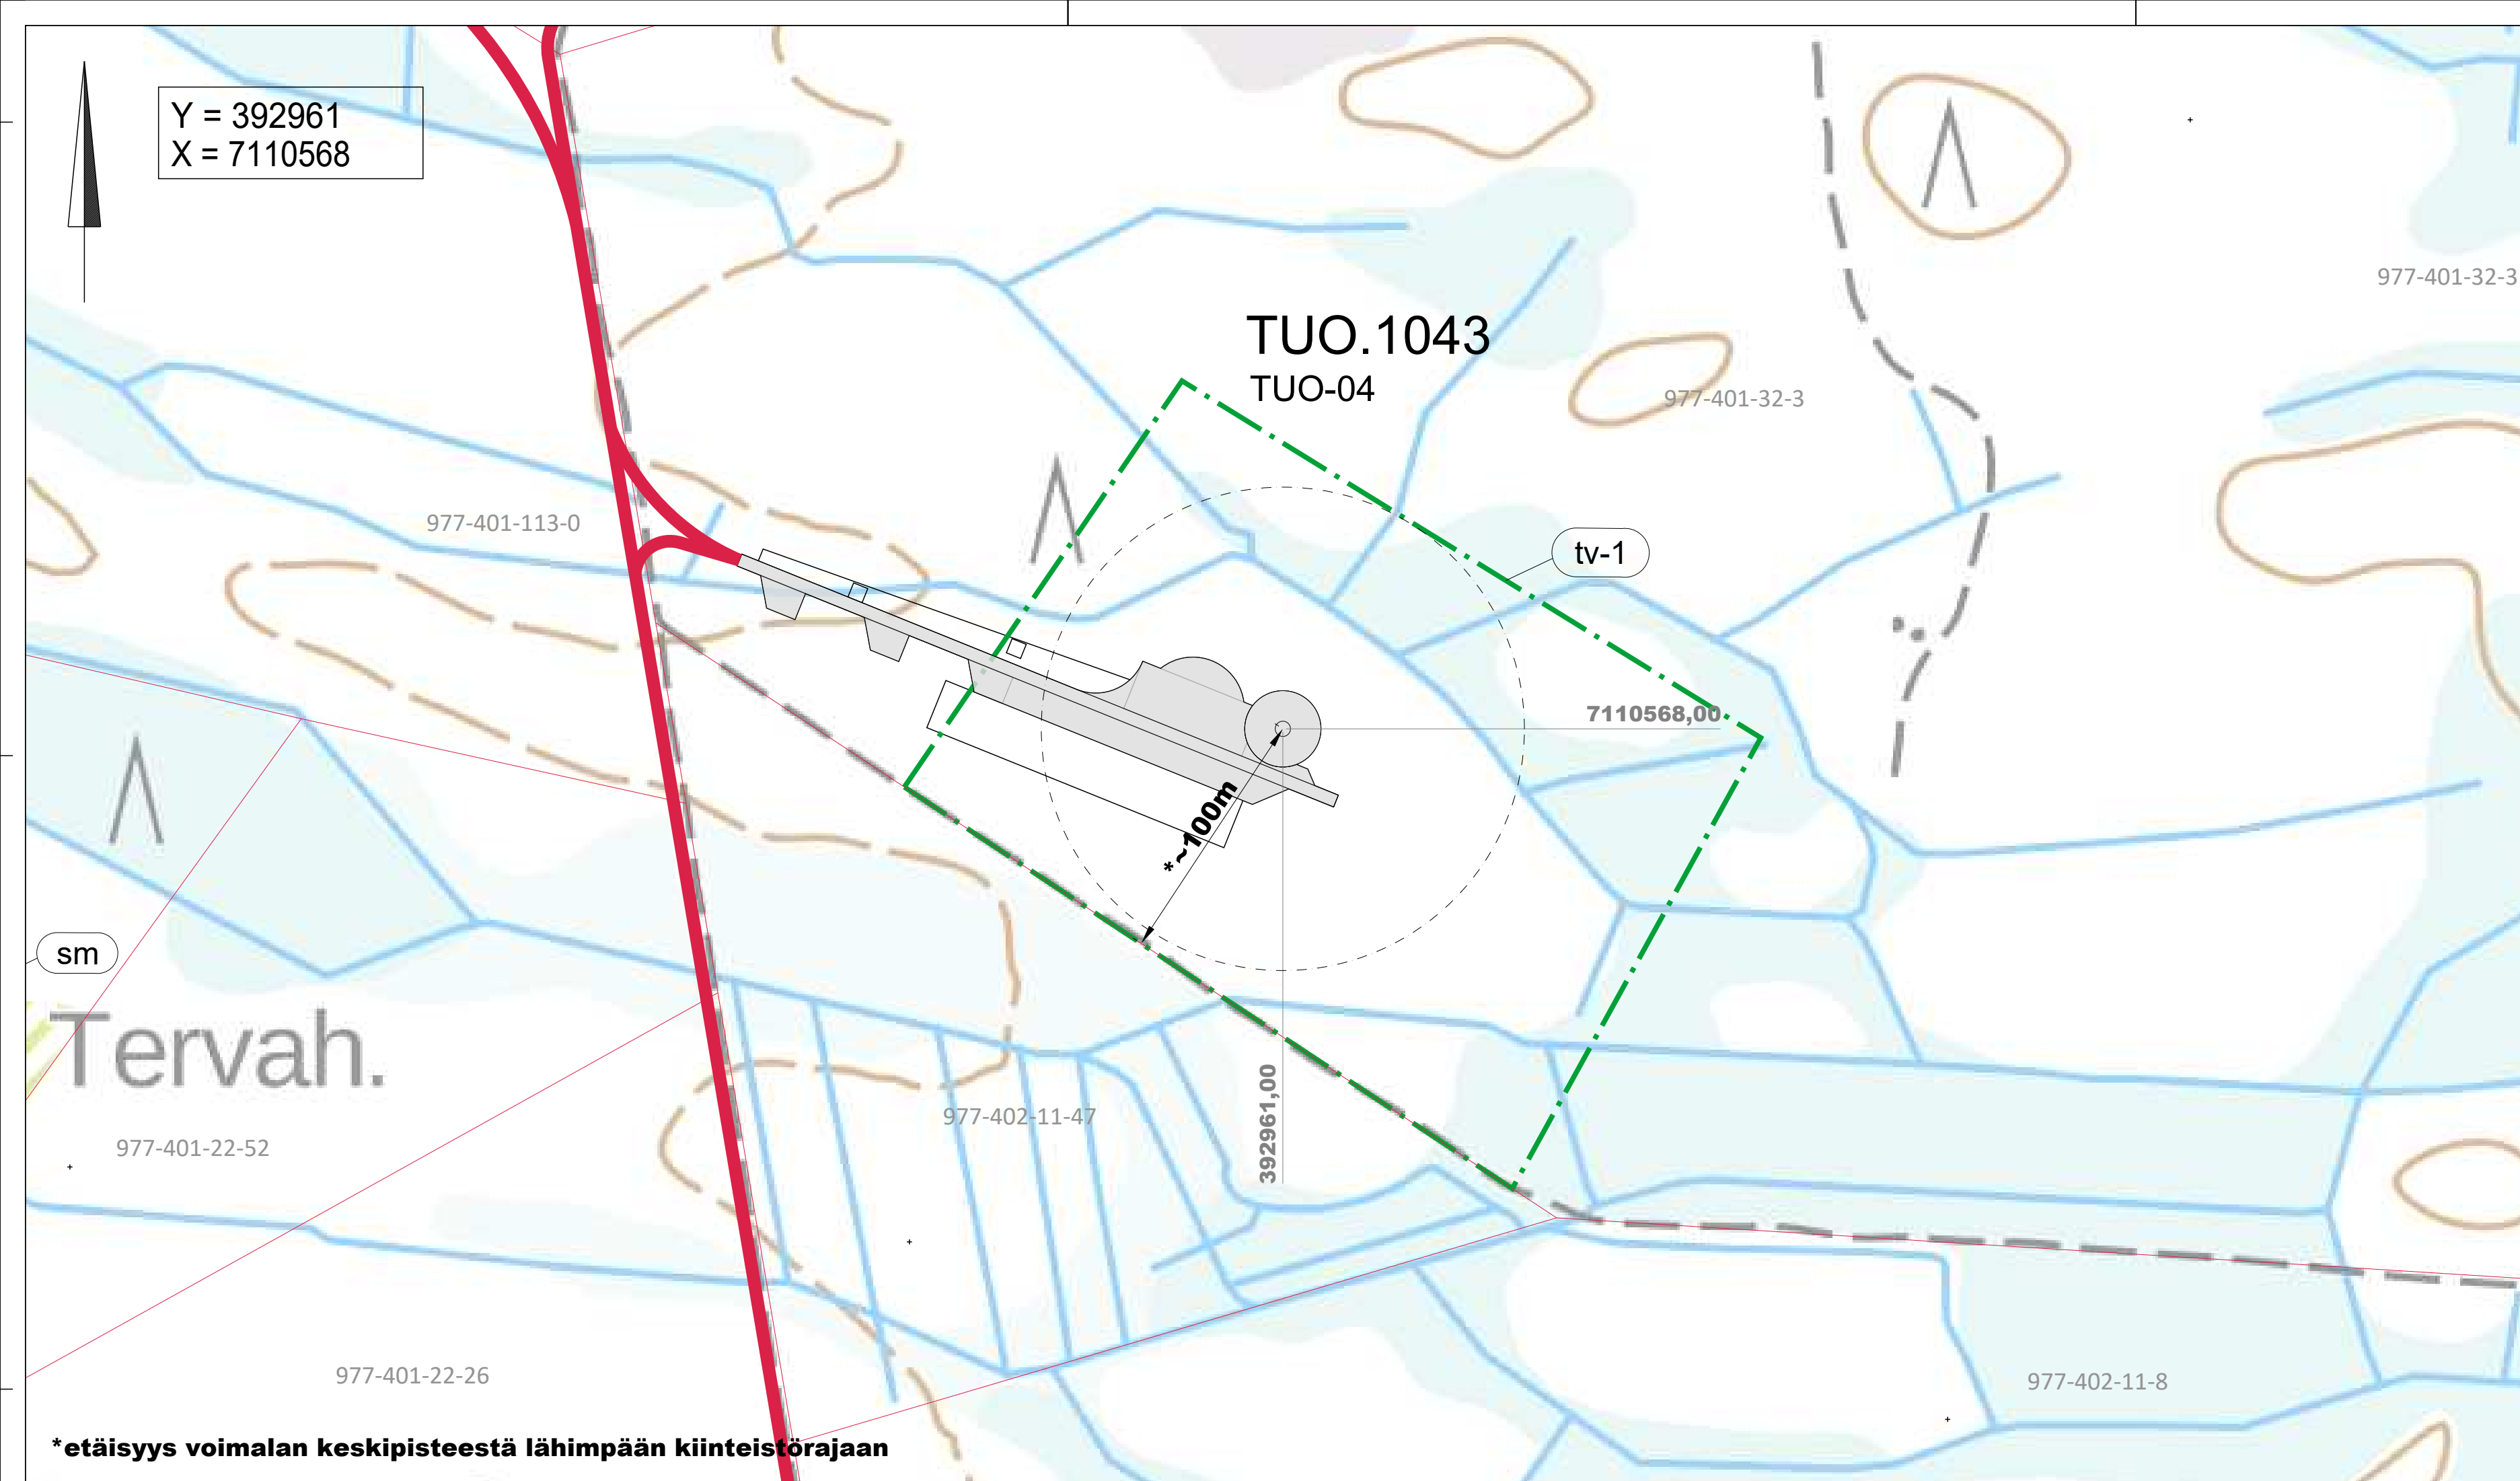 Y = 392961
X = 7110568
977-401-32-3
TUO.1043
TUO-04
977-401-32-3
977-401-113-0
tv-1
7110568,00
*~100m
sm
Tervah.
392961,00
977-402-11-47
977-401-22-52
977-401-22-26
977-402-11-8
*etäisyys voimalan keskipisteestä lähimpään kiinteistörajaan